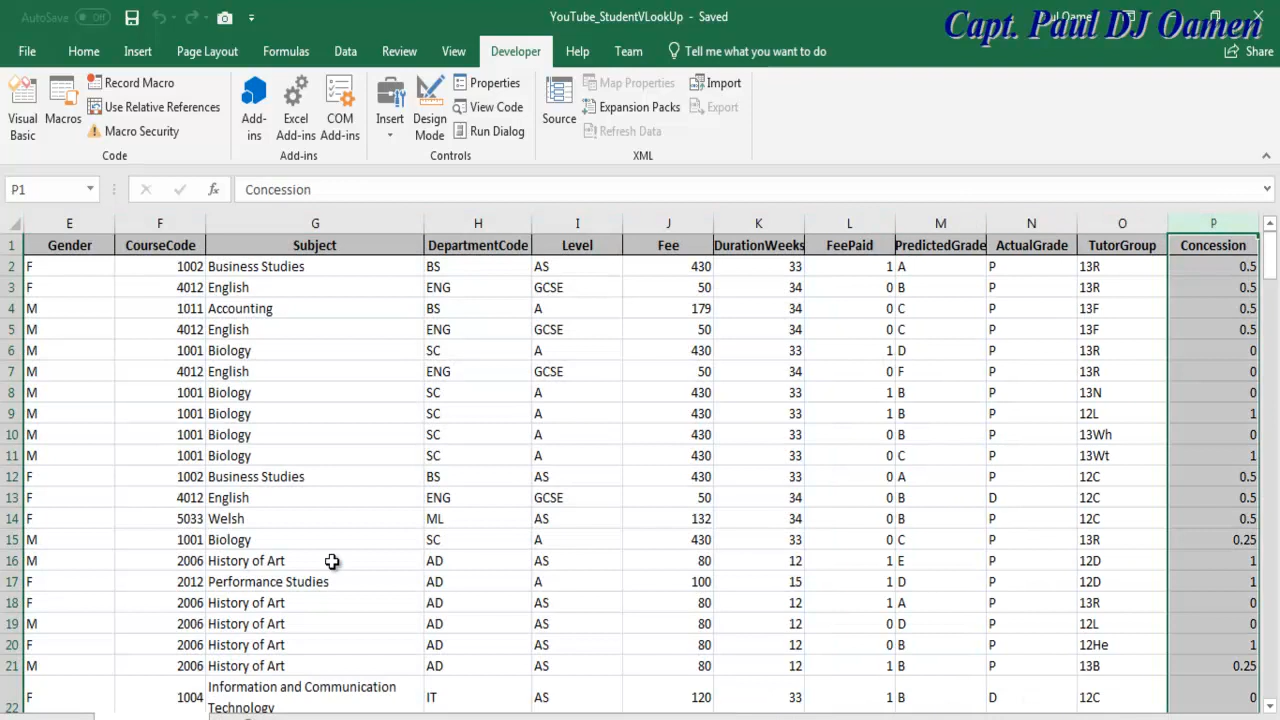 AutoSave Off YouTube_StudentVLookUp - Saved
Capt. Paul DJ Oamen
File Home Insert Page Layout Formulas Data Review View Developer Help Team Tell me what you want to do Share
Visual Basic
Macros
Record Macro
Use Relative References
Macro Security
Code
Add-ins
Excel Add-ins
COM Add-ins
Add-ins
Insert
Design Mode
Properties
View Code
Run Dialog
Controls
Source
Map Properties
Expansion Packs
Refresh Data
Import
Export
XML
P1 fx Concession
E F G H I J K L M N O P
1 Gender CourseCode Subject DepartmentCode Level Fee DurationWeeks FeePaid PredictedGrade ActualGrade TutorGroup Concession
2 F 1002 Business Studies BS AS 430 33 1 A P 13R 0.5
3 F 4012 English ENG GCSE 50 34 0 B P 13R 0.5
4 M 1011 Accounting BS A 179 34 0 C P 13F 0.5
5 M 4012 English ENG GCSE 50 34 0 C P 13F 0.5
6 M 1001 Biology SC A 430 33 1 D P 13R 0
7 M 4012 English ENG GCSE 50 34 0 F P 13R 0
8 M 1001 Biology SC A 430 33 1 B P 13N 0
9 M 1001 Biology SC A 430 33 1 B P 12L 1
10 M 1001 Biology SC A 430 33 0 B P 13Wh 0
11 M 1001 Biology SC A 430 33 0 C P 13Wt 1
12 F 1002 Business Studies BS AS 430 33 0 A P 12C 0.5
13 F 4012 English ENG GCSE 50 34 0 B D 12C 0.5
14 F 5033 Welsh ML AS 132 34 0 B P 12C 0.5
15 M 1001 Biology SC A 430 33 0 C P 13R 0.25
16 M 2006 History of Art AD AS 80 12 1 E P 12D 1
17 F 2012 Performance Studies AD A 100 15 1 D P 12D 1
18 F 2006 History of Art AD AS 80 12 1 A P 13R 0
19 M 2006 History of Art AD AS 80 12 0 D P 12L 0
20 F 2006 History of Art AD AS 80 12 0 B P 12He 1
21 M 2006 History of Art AD AS 80 12 1 B P 13B 0.25
22 F 1004 Information and Communication Technology IT AS 120 33 1 B D 12C 0